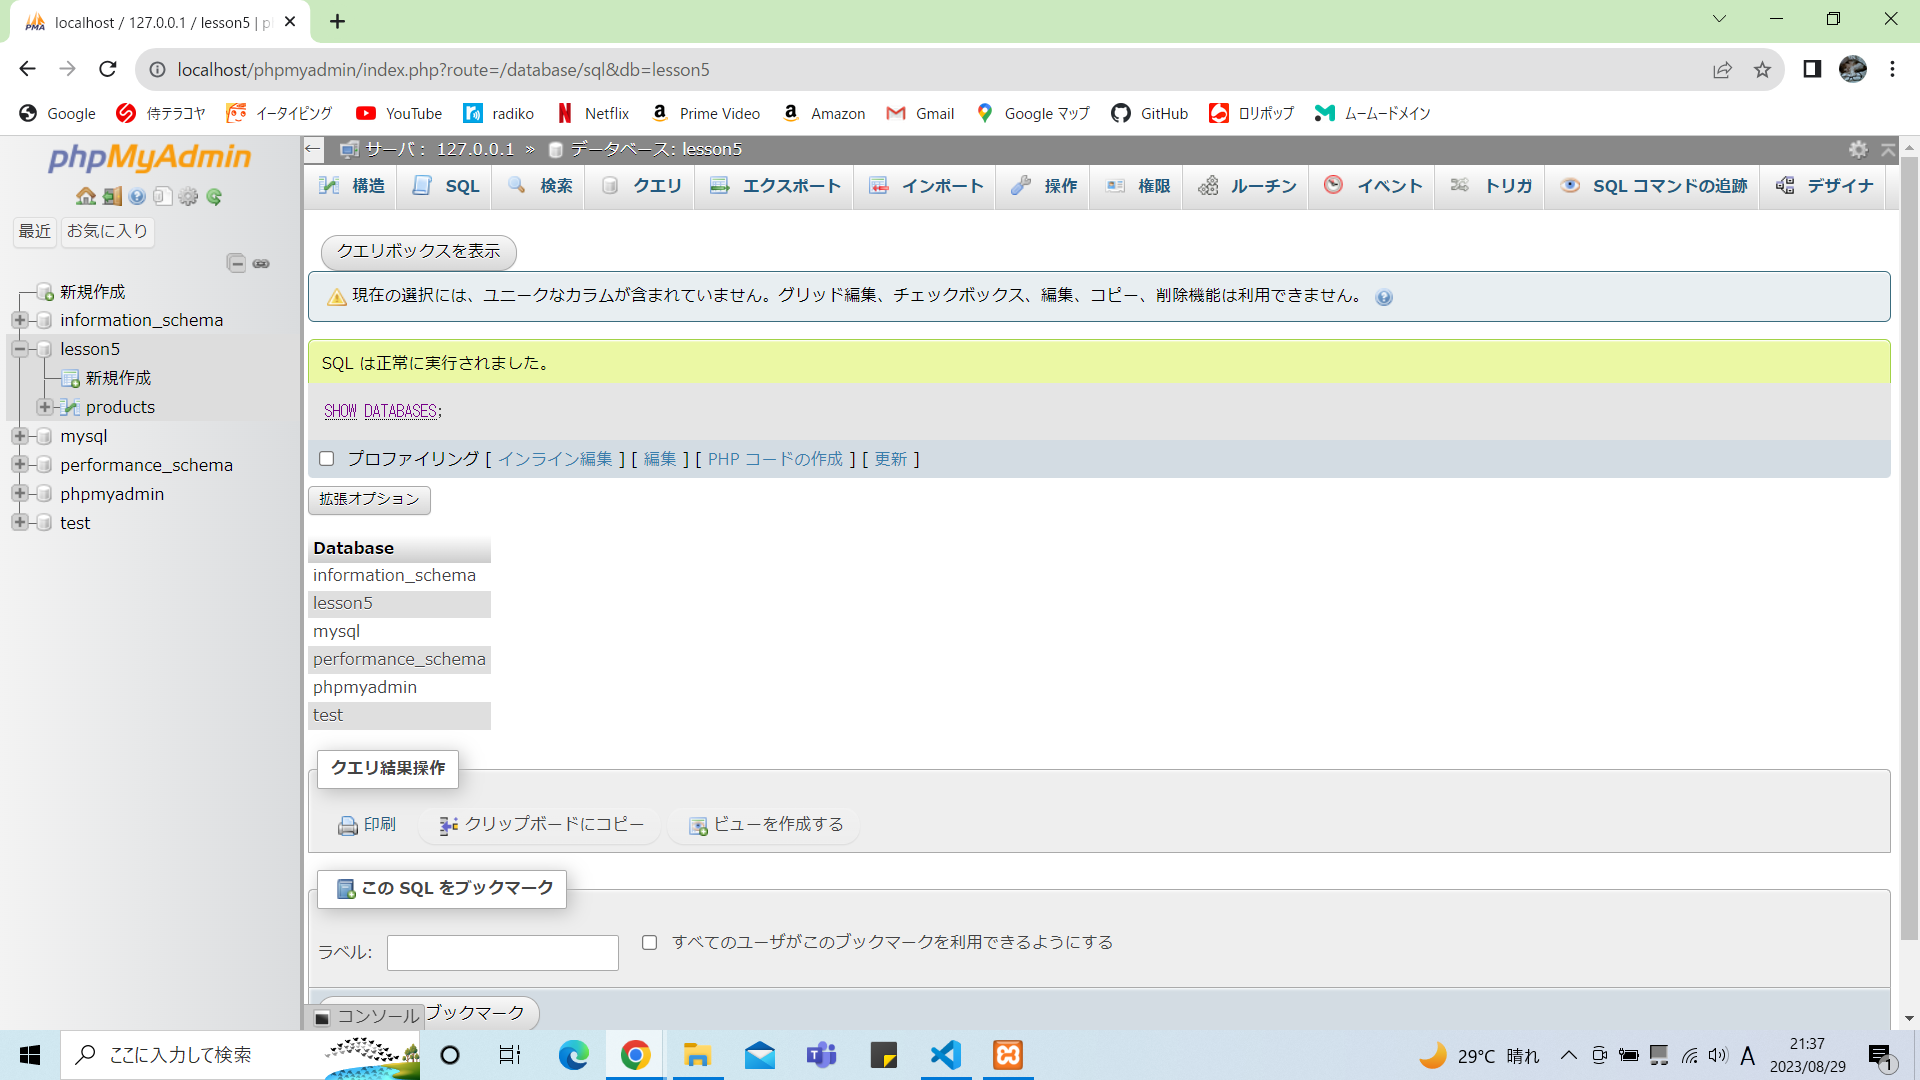 localhost / 127.0.0.1 / lesson5 | p
localhost/phpmyadmin/index.php?route=/database/sql&db=lesson5
Google 侍テラコヤ イータイピング YouTube radiko Netflix Prime Video Amazon Gmail Google マップ GitHub ロリポップ ムームードメイン
phpMyAdmin
最近 お気に入り
新規作成
information_schema
lesson5
新規作成
products
mysql
performance_schema
phpmyadmin
test
サーバ： 127.0.0.1 » データベース: lesson5
構造 SQL 検索 クエリ エクスポート インポート 操作 権限 ルーチン イベント トリガ SQL コマンドの追跡 デザイナ
クエリボックスを表示
現在の選択には、ユニークなカラムが含まれていません。グリッド編集、チェックボックス、編集、コピー、削除機能は利用できません。
SQL は正常に実行されました。
SHOW DATABASES;
プロファイリング [ インライン編集 ] [ 編集 ] [ PHP コードの作成 ] [ 更新 ]
拡張オプション
Database
information_schema
lesson5
mysql
performance_schema
phpmyadmin
test
クエリ結果操作
印刷 クリップボードにコピー ビューを作成する
この SQL をブックマーク
ラベル: すべてのユーザがこのブックマークを利用できるようにする
コンソール ブックマーク
ここに入力して検索
29°C 晴れ A 21:37
2023/08/29 1